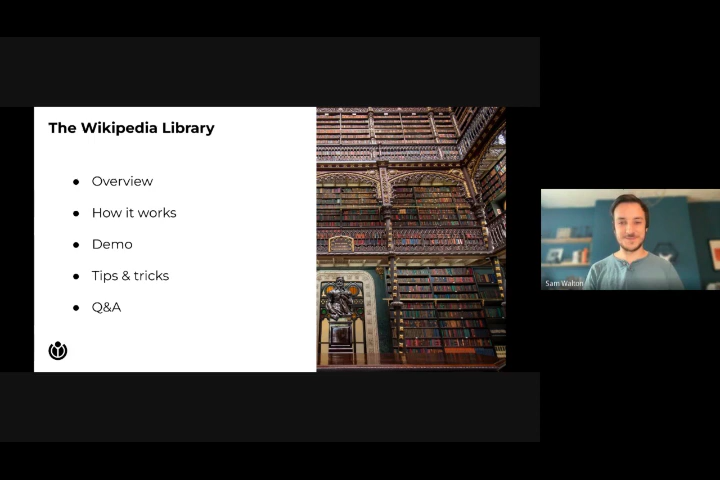 The Wikipedia Library
● Overview
● How it works
● Demo
● Tips & tricks
● Q&A
Sam Walton